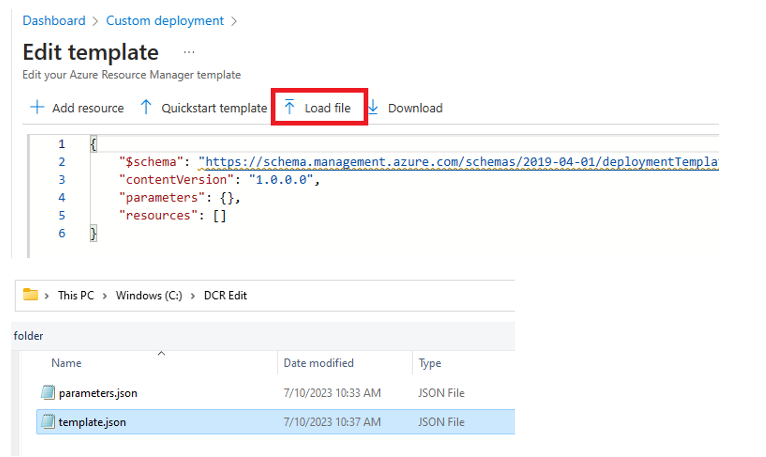 Dashboard > Custom deployment >
Edit template ...
Edit your Azure Resource Manager template
Add resource Quickstart template Load file Download
1 {
2 "$schema": "https://schema.management.azure.com/schemas/2019-04-01/deploymentTempla
3 "contentVersion": "1.0.0.0",
4 "parameters": {},
5 "resources": []
6 }
> This PC > Windows (C:) > DCR Edit
folder
Name Date modified Type
parameters.json 7/10/2023 10:33 AM JSON File
template.json 7/10/2023 10:37 AM JSON File